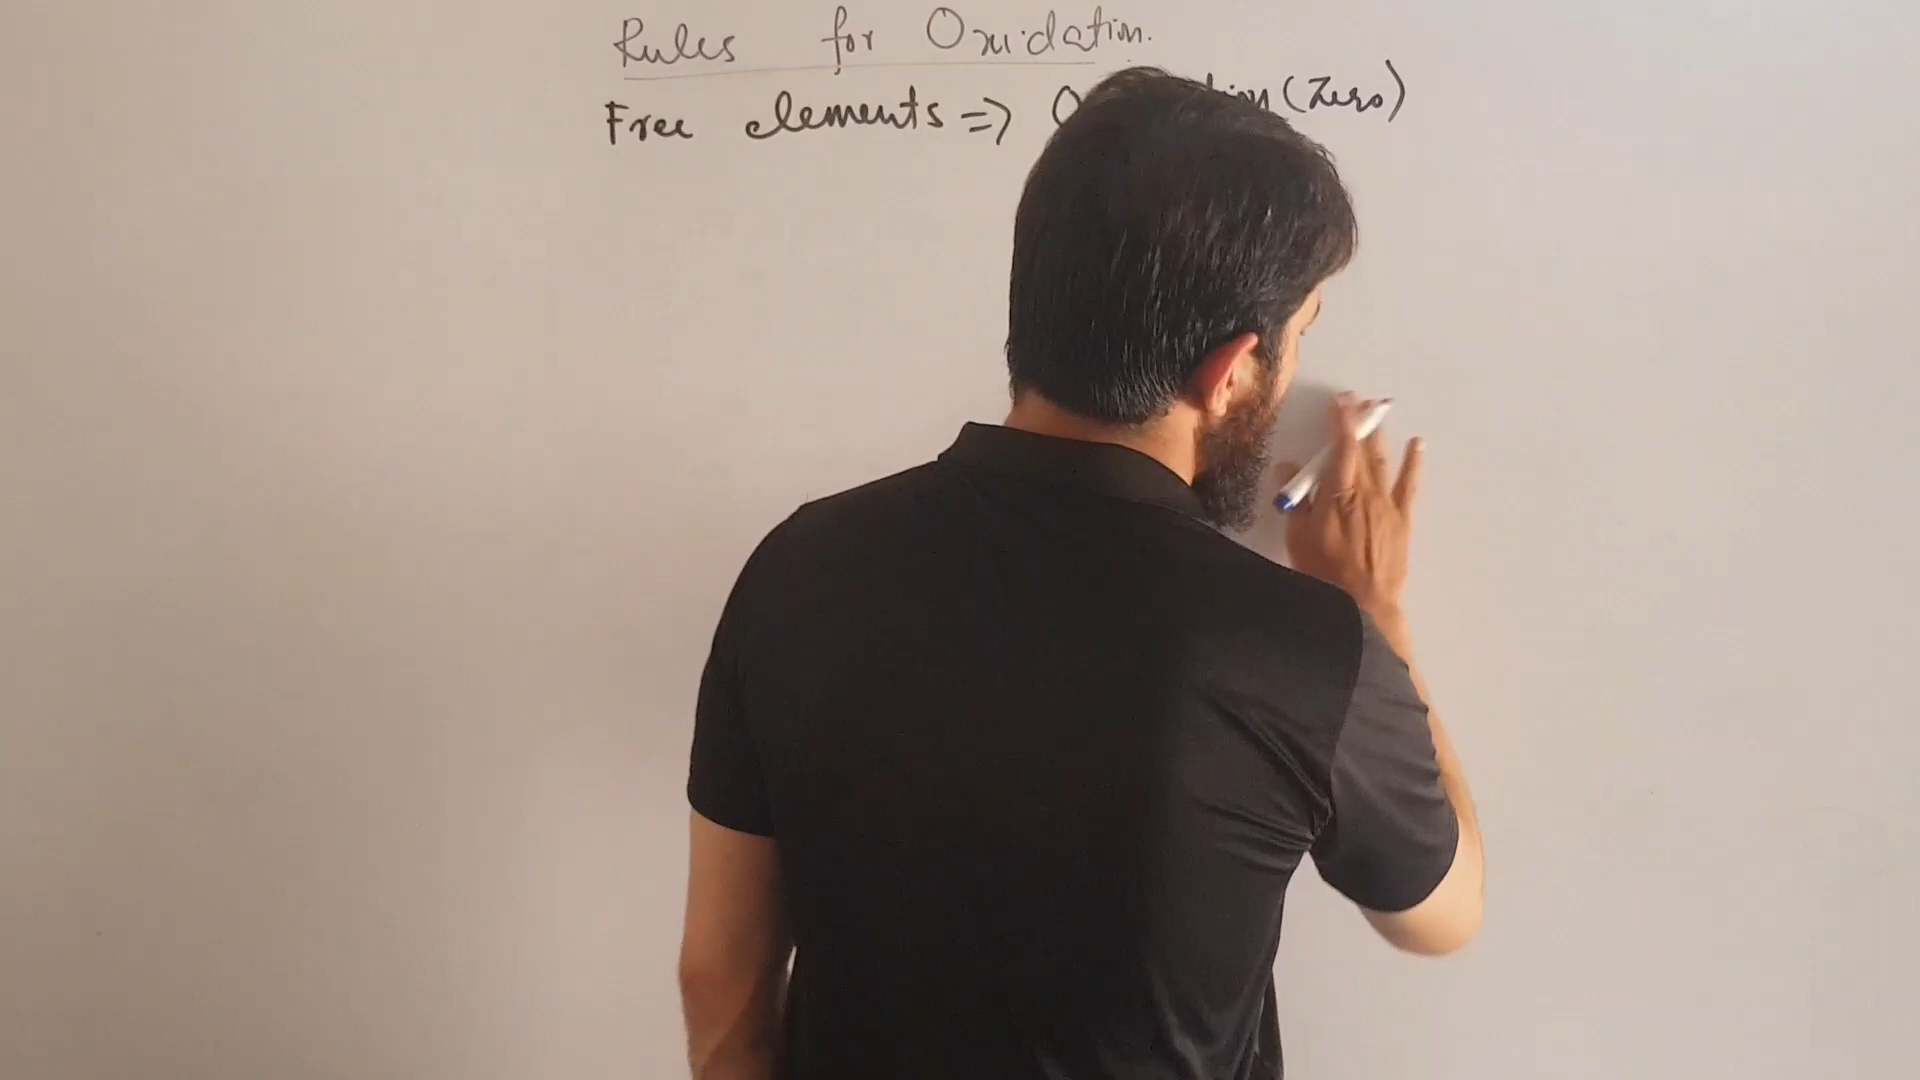 Rules for Oxidation.
Free elements => (Zero)